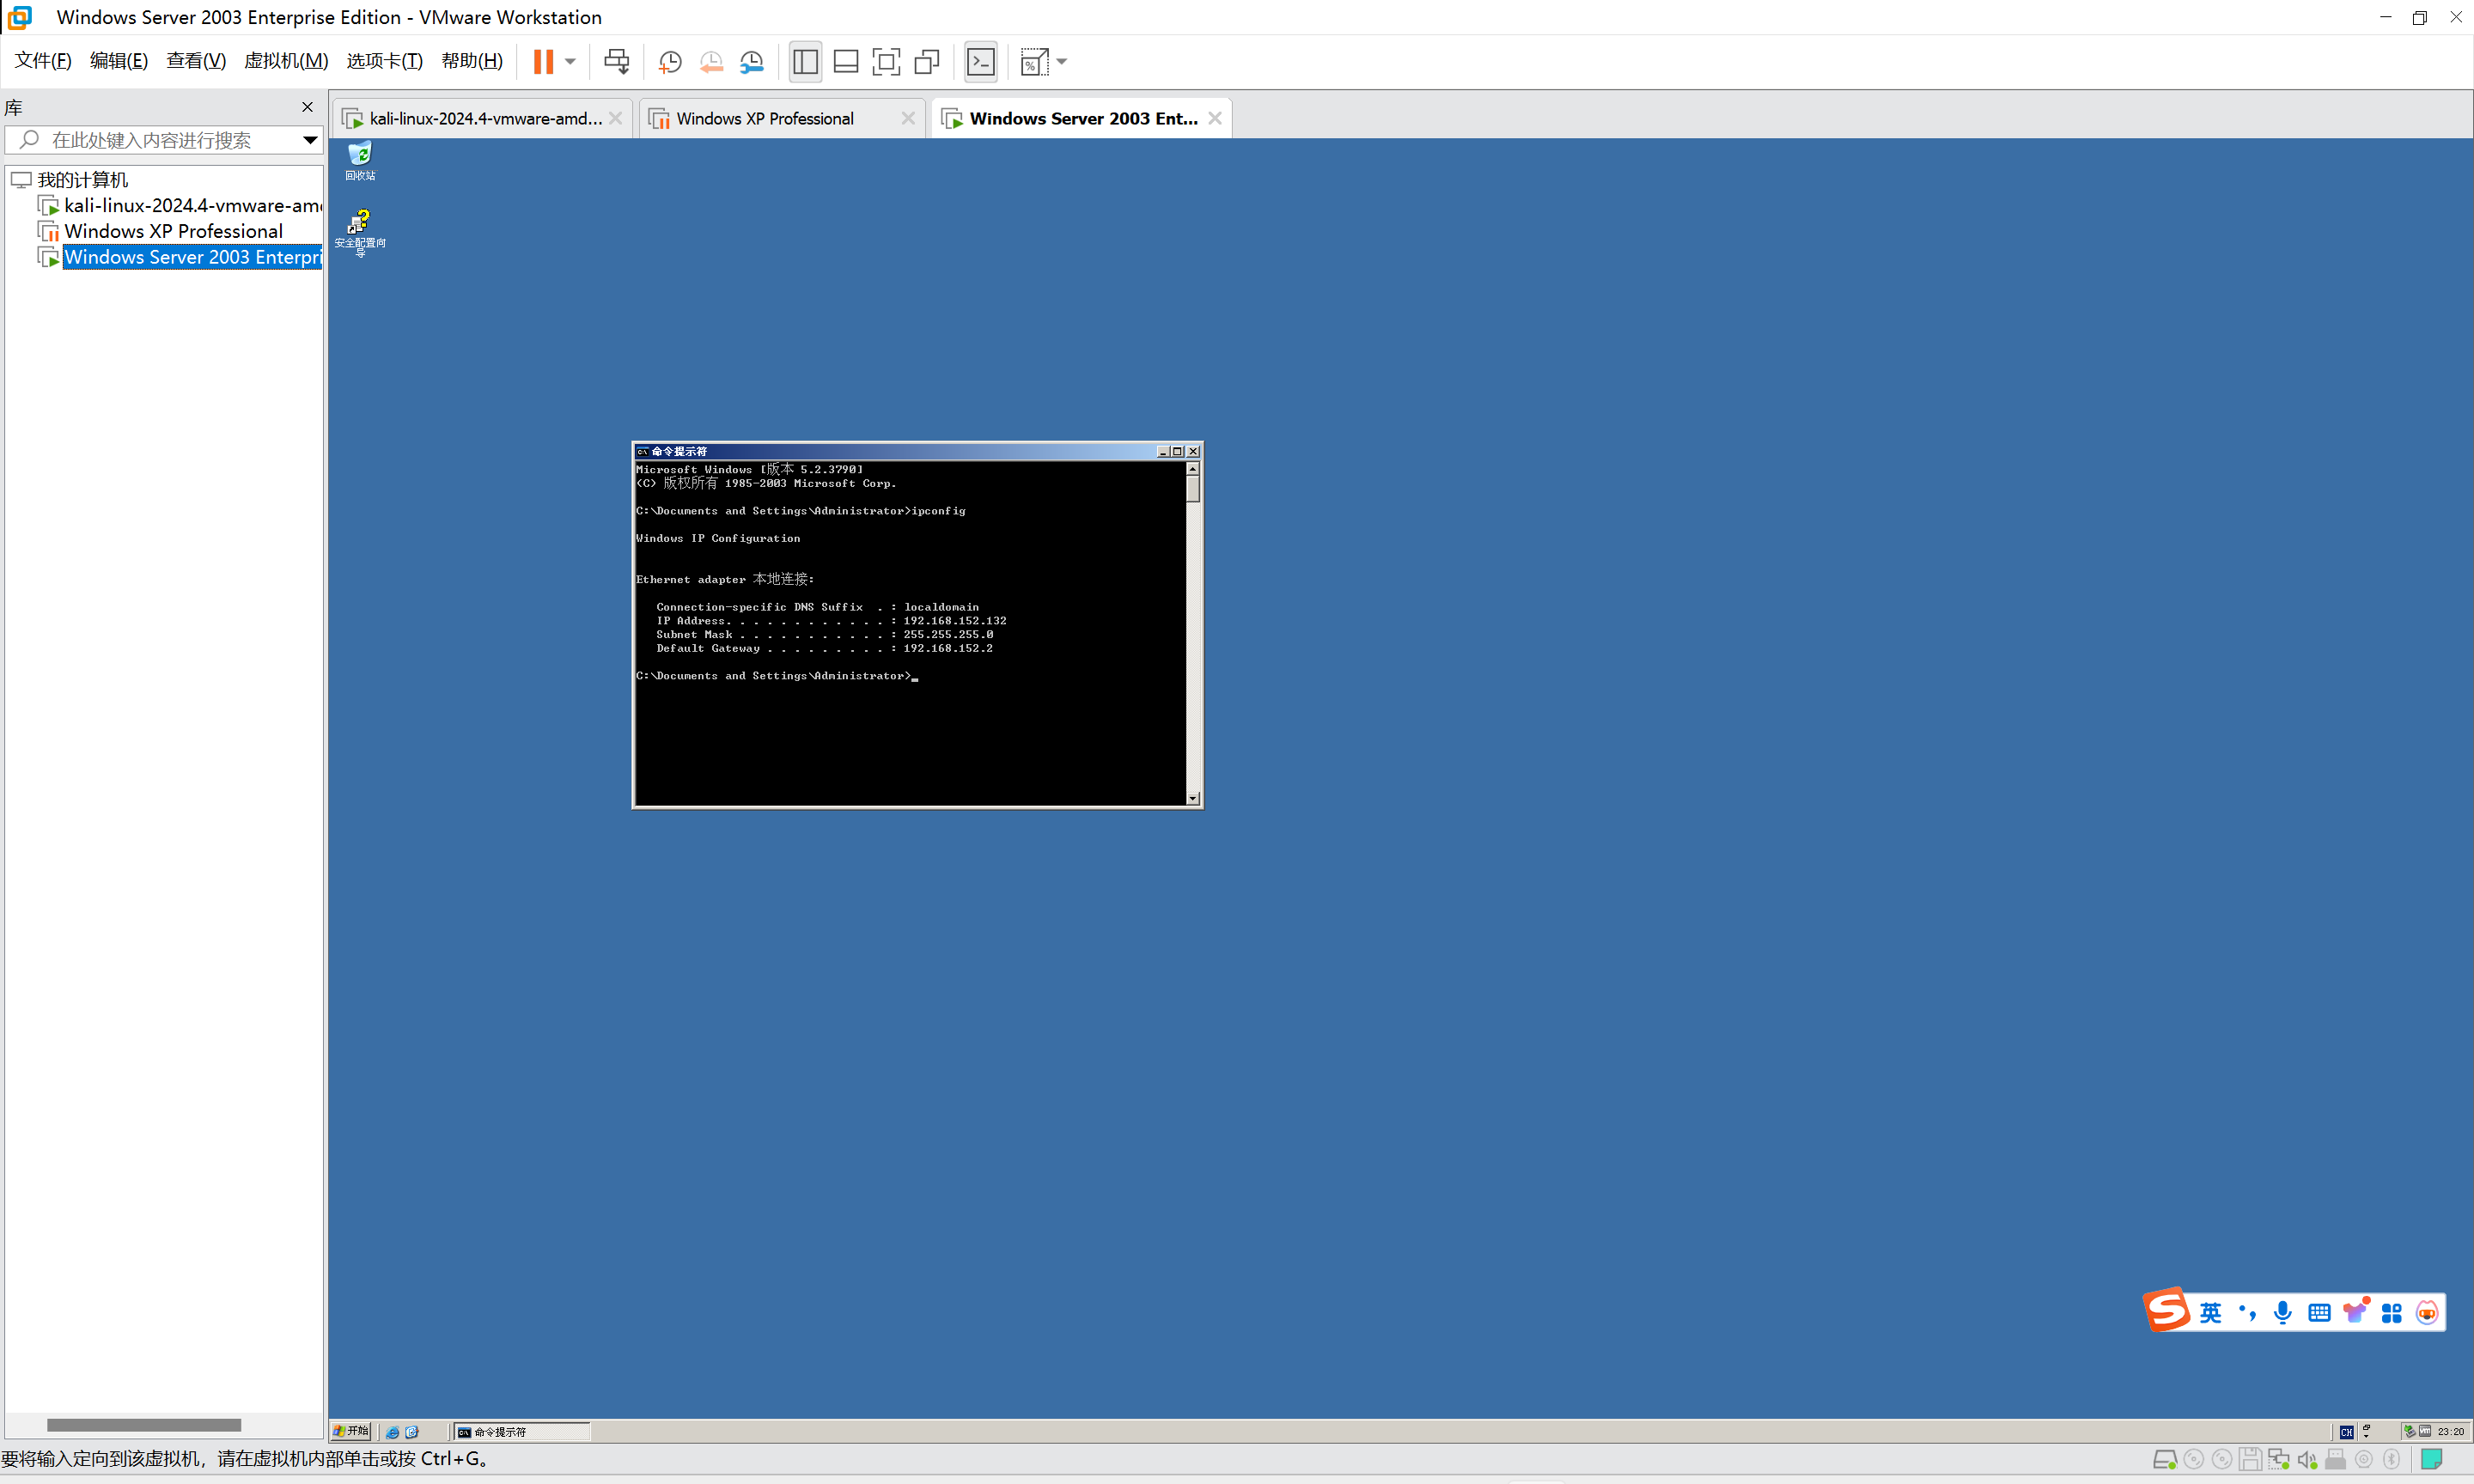 Windows Server 2003 Enterprise Edition - VMware Workstation
文件(F) 编辑(E) 查看(V) 虚拟机(M) 选项卡(T) 帮助(H)
库
在此处键入内容进行搜索
我的计算机
kali-linux-2024.4-vmware-am
Windows XP Professional
Windows Server 2003 Enterpri
kali-linux-2024.4-vmware-amd...
Windows XP Professional
Windows Server 2003 Ent...
回收站
安全配置向
导
命令提示符
Microsoft Windows [版本 5.2.3790]
(C) 版权所有 1985-2003 Microsoft Corp.
C:\Documents and Settings\Administrator>ipconfig
Windows IP Configuration
Ethernet adapter 本地连接:
Connection-specific DNS Suffix . : localdomain
IP Address. . . . . . . . . . . . : 192.168.152.132
Subnet Mask . . . . . . . . . . . : 255.255.255.0
Default Gateway . . . . . . . . . : 192.168.152.2
C:\Documents and Settings\Administrator>_
英
开始
命令提示符
CH
23:20
要将输入定向到该虚拟机，请在虚拟机内部单击或按 Ctrl+G。